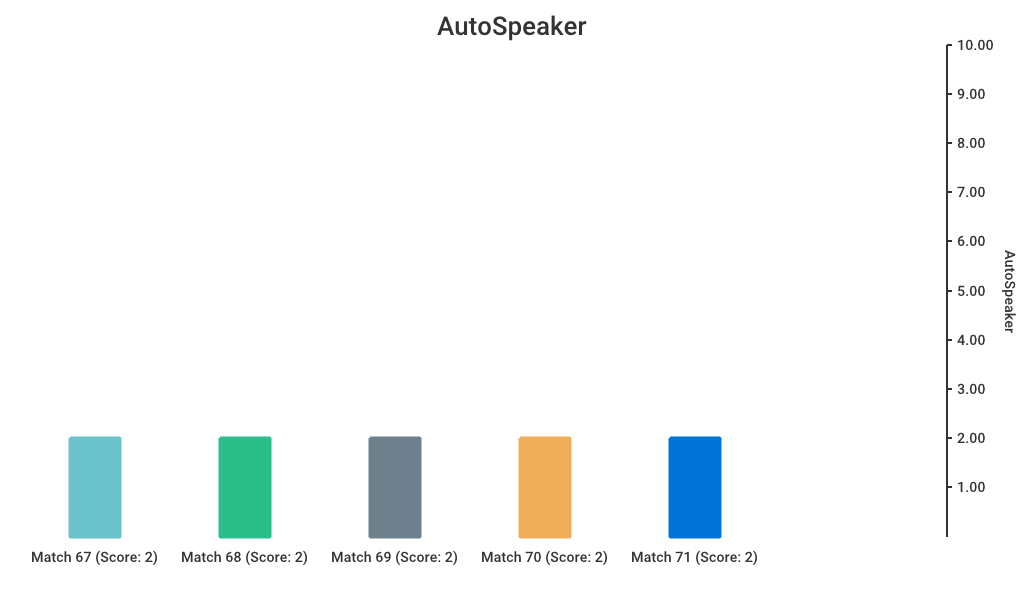 AutoSpeaker
10.00
9.00
8.00
7.00
6.00
5.00
4.00
3.00
2.00
1.00
AutoSpeaker
Match 67 (Score: 2)
Match 68 (Score: 2)
Match 69 (Score: 2)
Match 70 (Score: 2)
Match 71 (Score: 2)